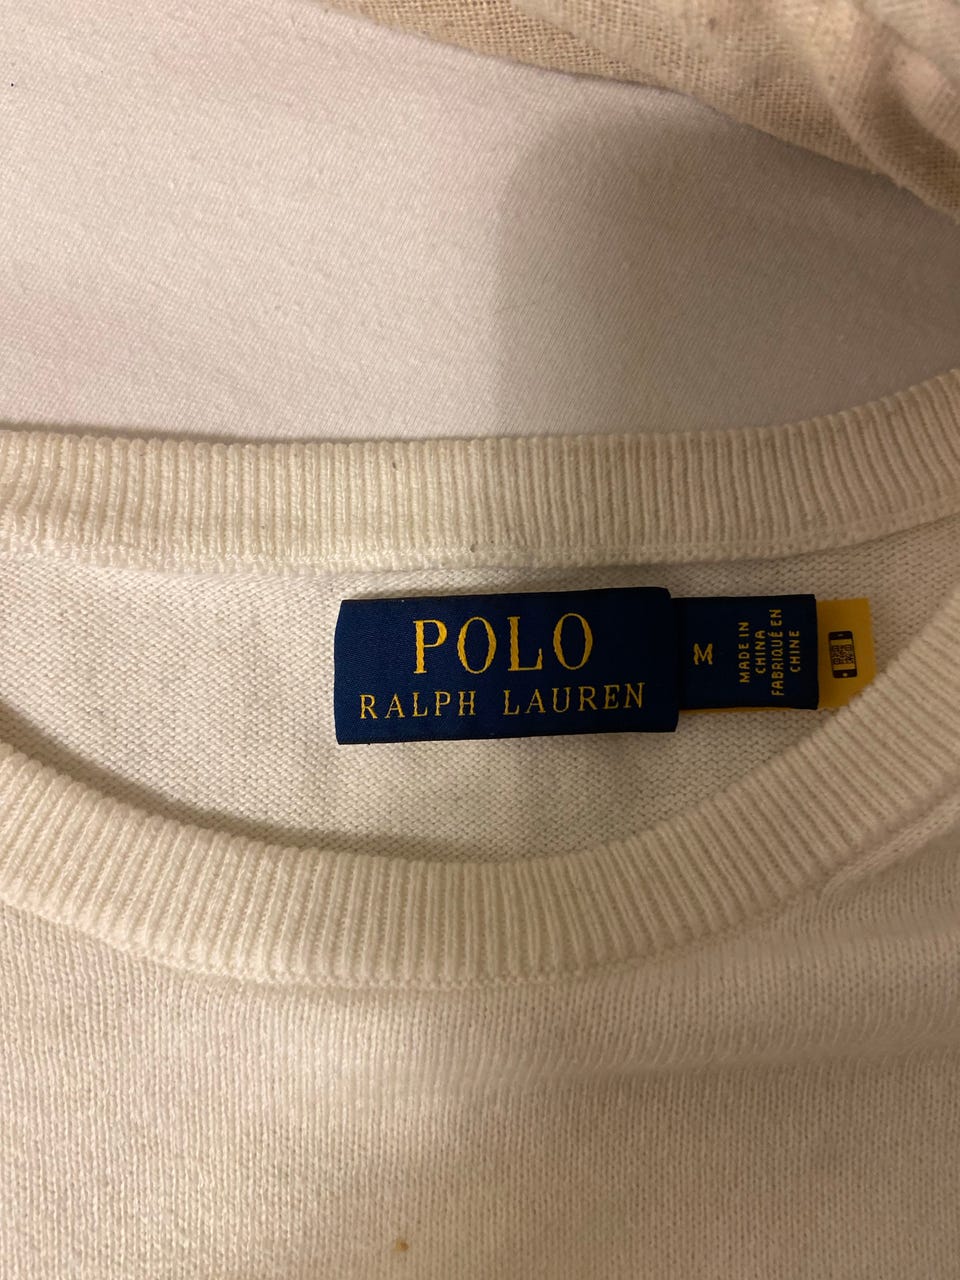 POLO
RALPH LAUREN
M
MADE IN
CHINA
FABRIQUÉ EN
CHINE